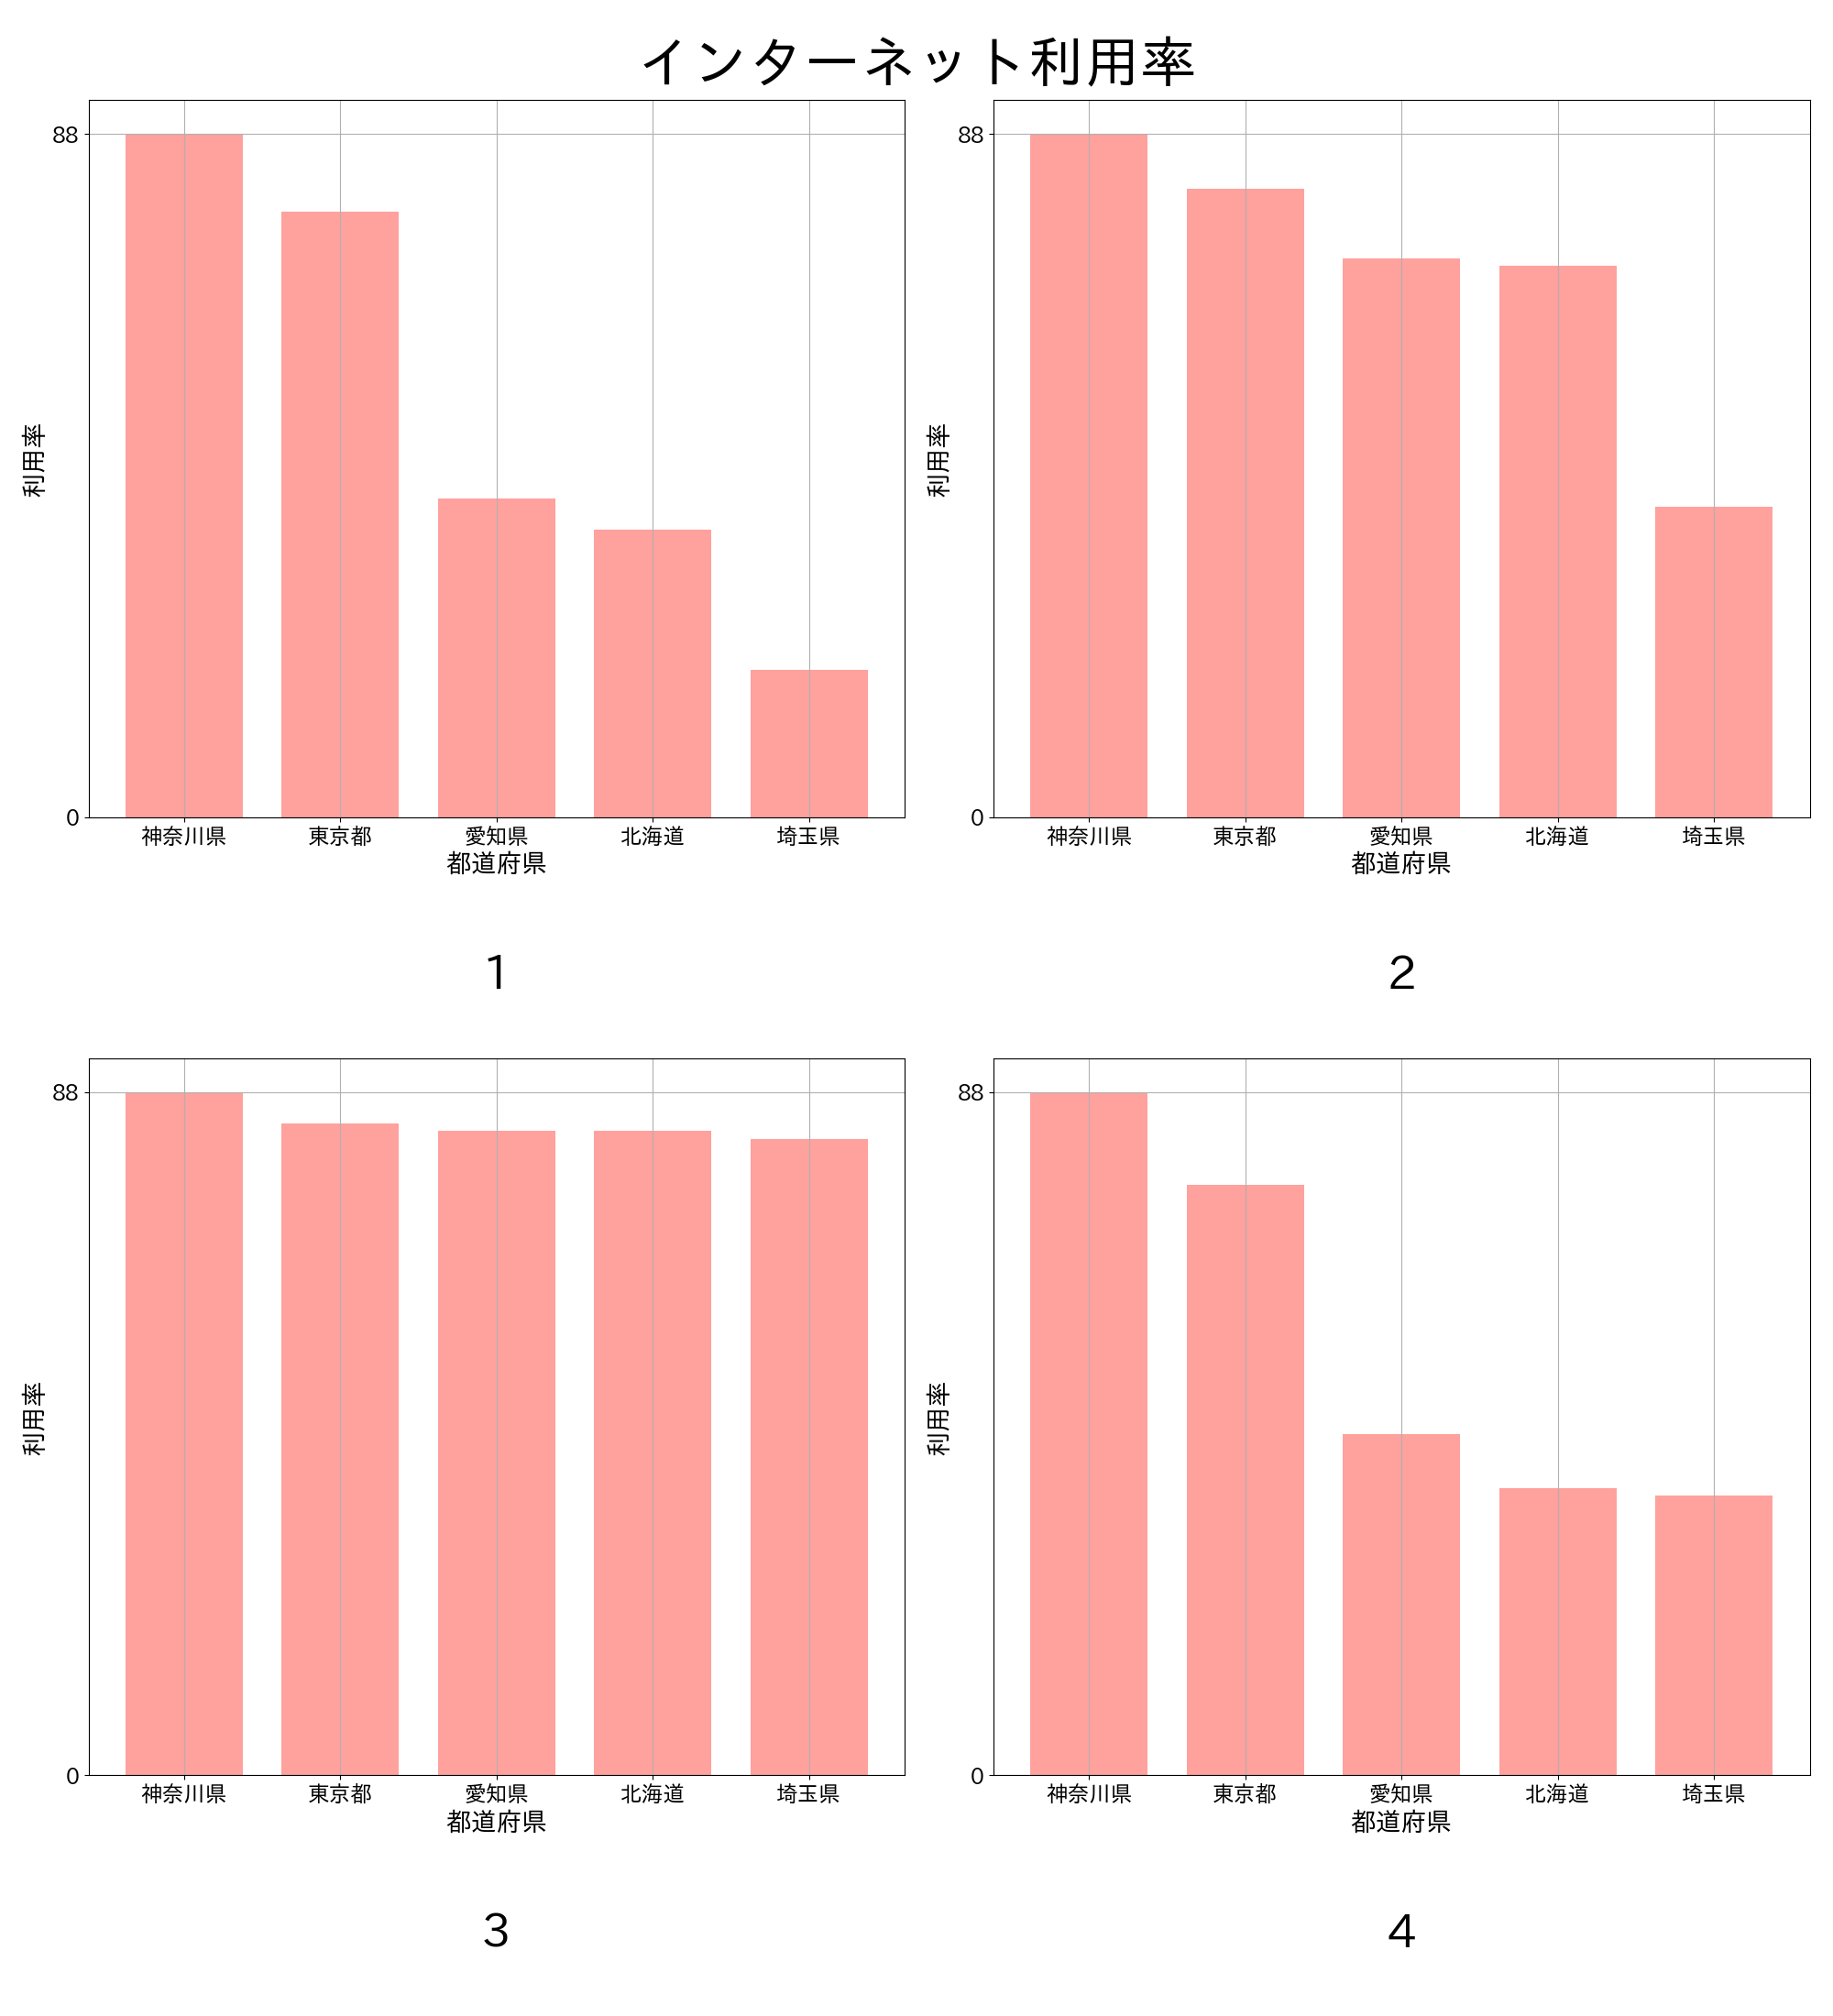 インターネット利用率
88
0
利用率
神奈川県 東京都 愛知県 北海道 埼玉県
都道府県
1
88
0
利用率
神奈川県 東京都 愛知県 北海道 埼玉県
都道府県
2
88
0
利用率
神奈川県 東京都 愛知県 北海道 埼玉県
都道府県
3
88
0
利用率
神奈川県 東京都 愛知県 北海道 埼玉県
都道府県
4